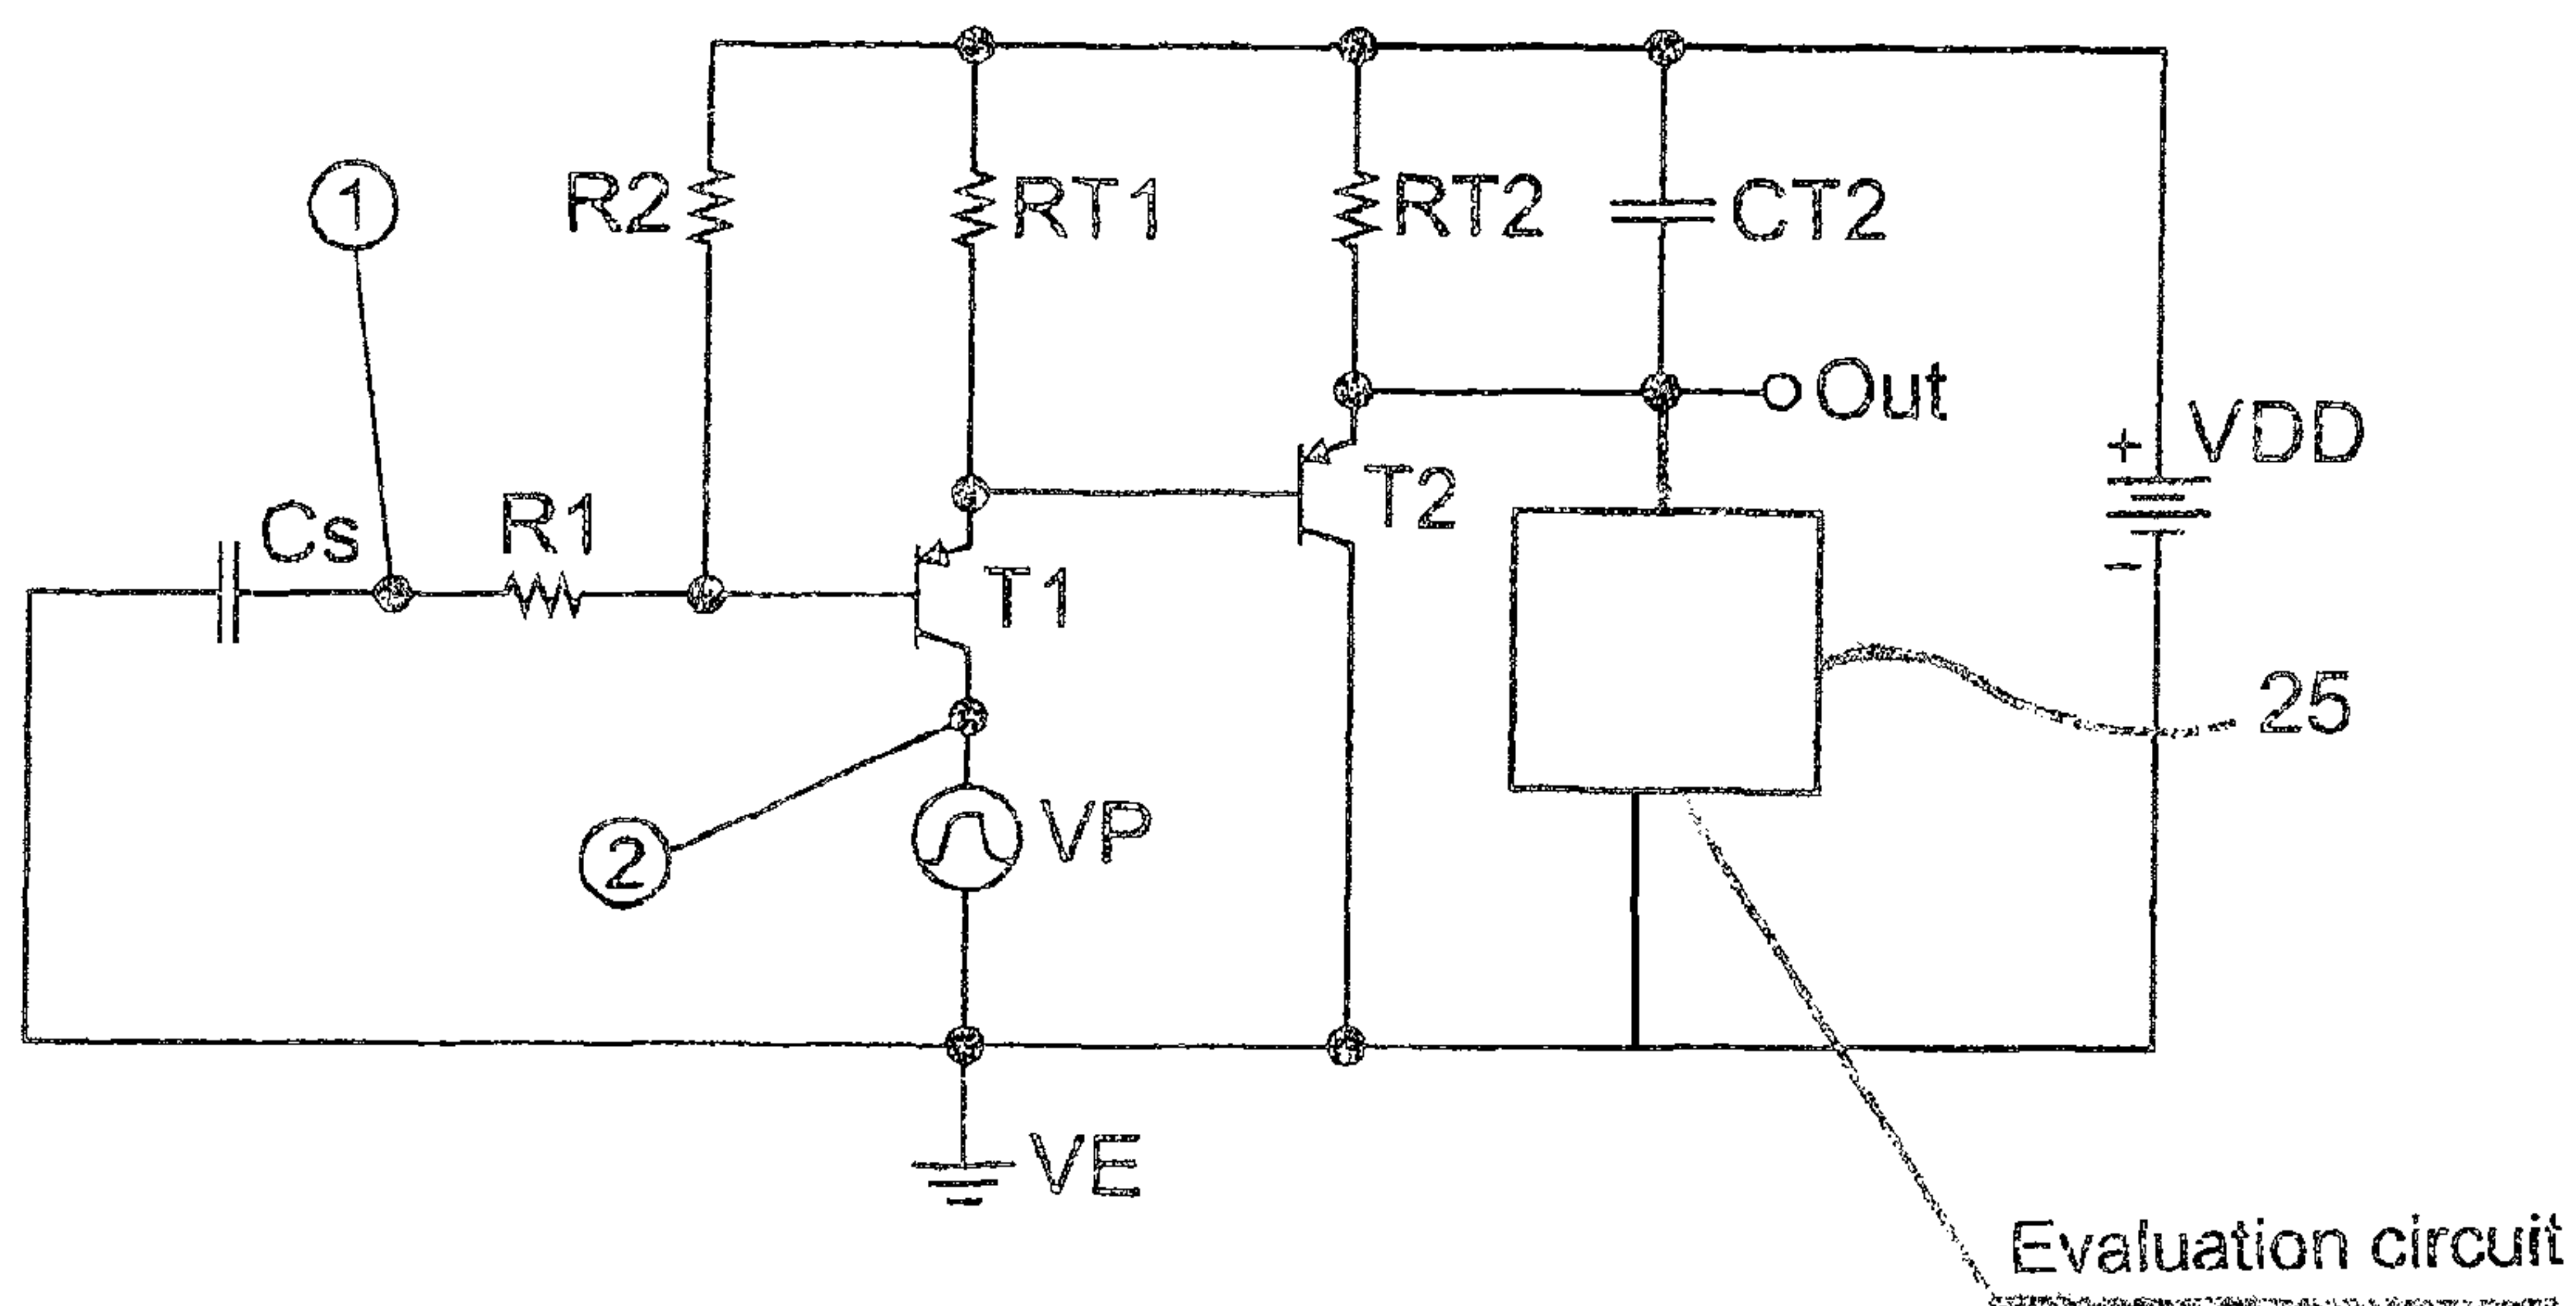 1
R2
RT1
RT2
CT2
Out
+ VDD
Cs
R1
T1
T2
−
25
2
VP
VE
Evaluation circuit